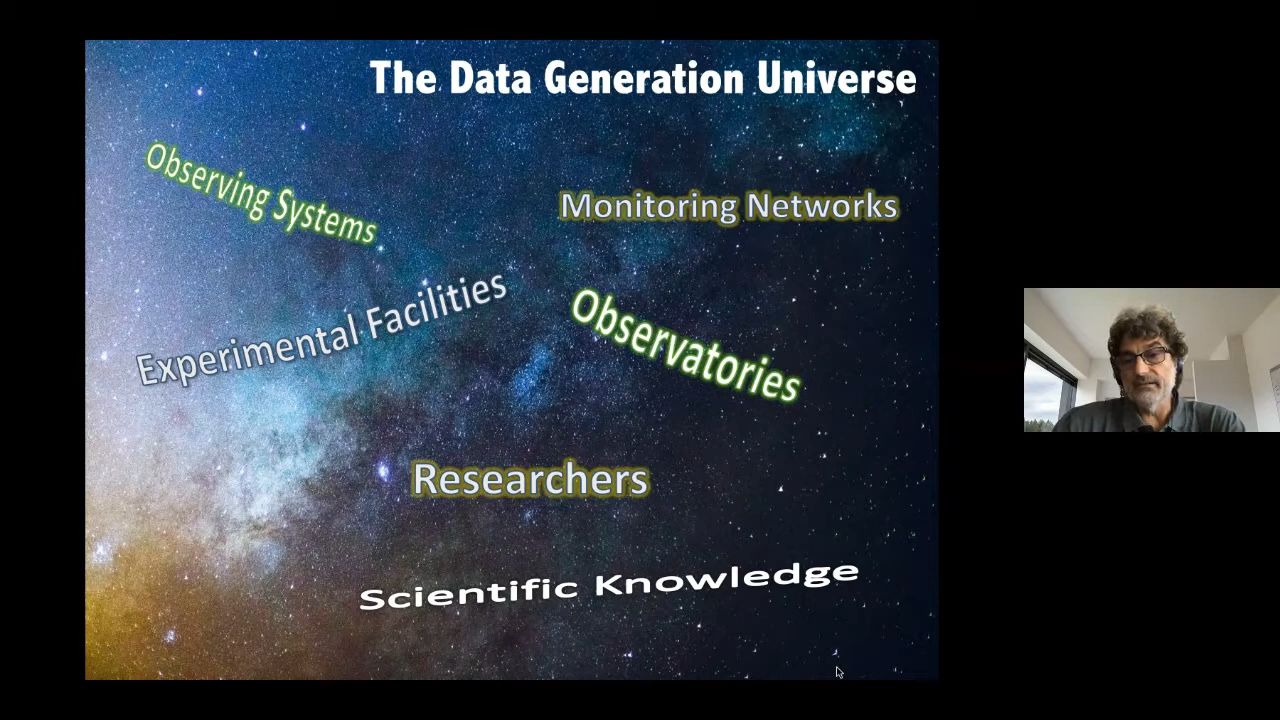 The Data Generation Universe
Observing Systems
Monitoring Networks
Experimental Facilities
Observatories
Researchers
Scientific Knowledge